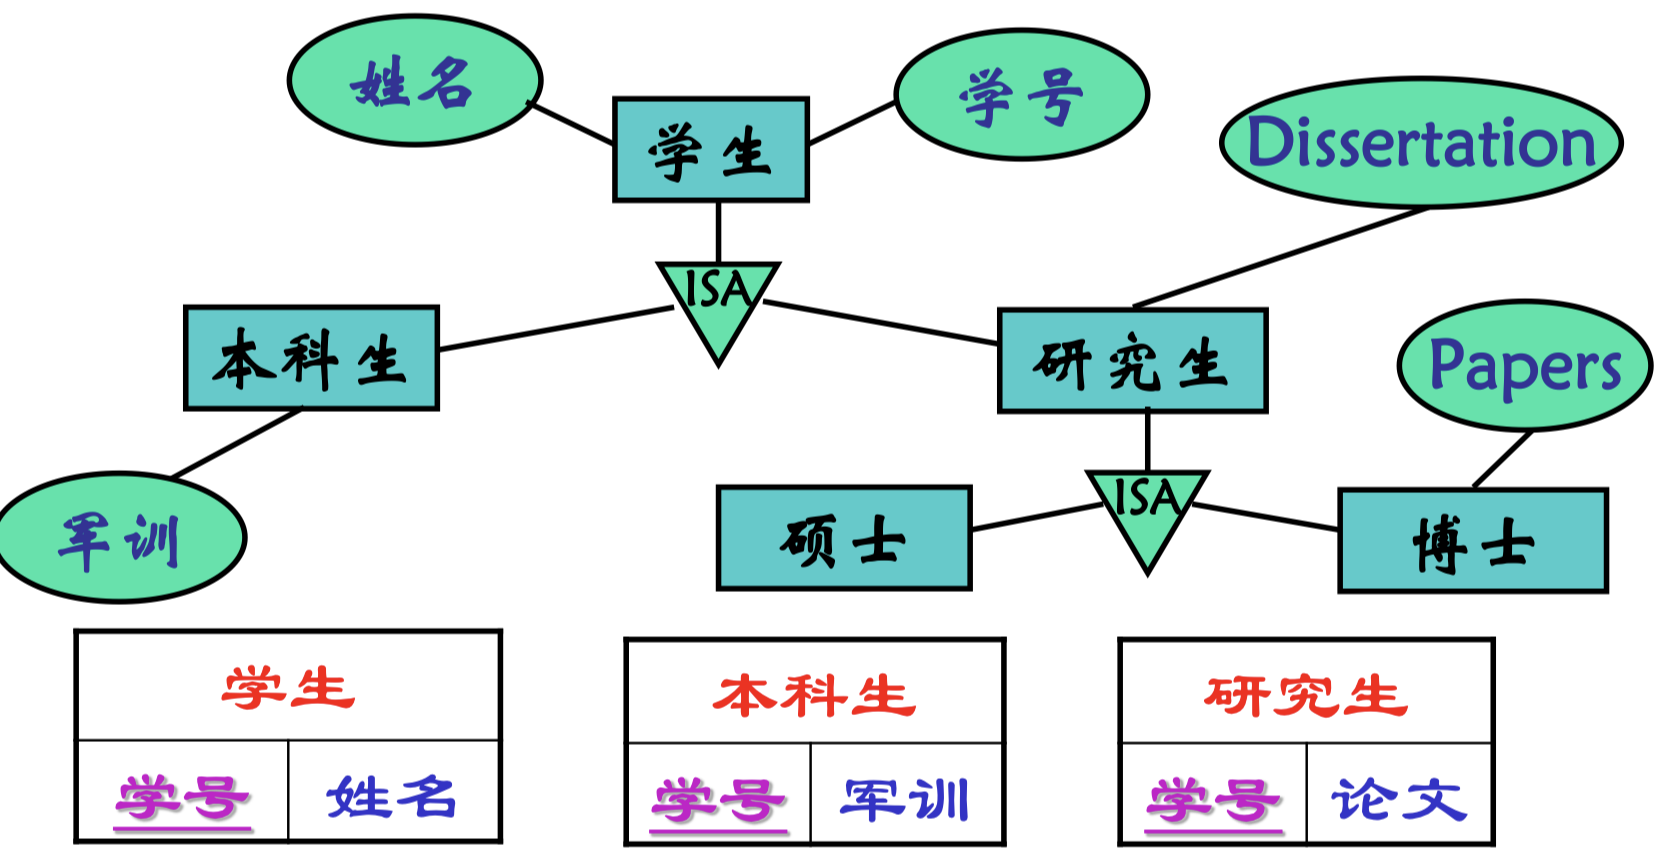 姓名
学号
Dissertation
学生
ISA
本科生
研究生
Papers
ISA
军训
硕士
博士
学生
本科生
研究生
学号 姓名
学号 军训
学号 论文